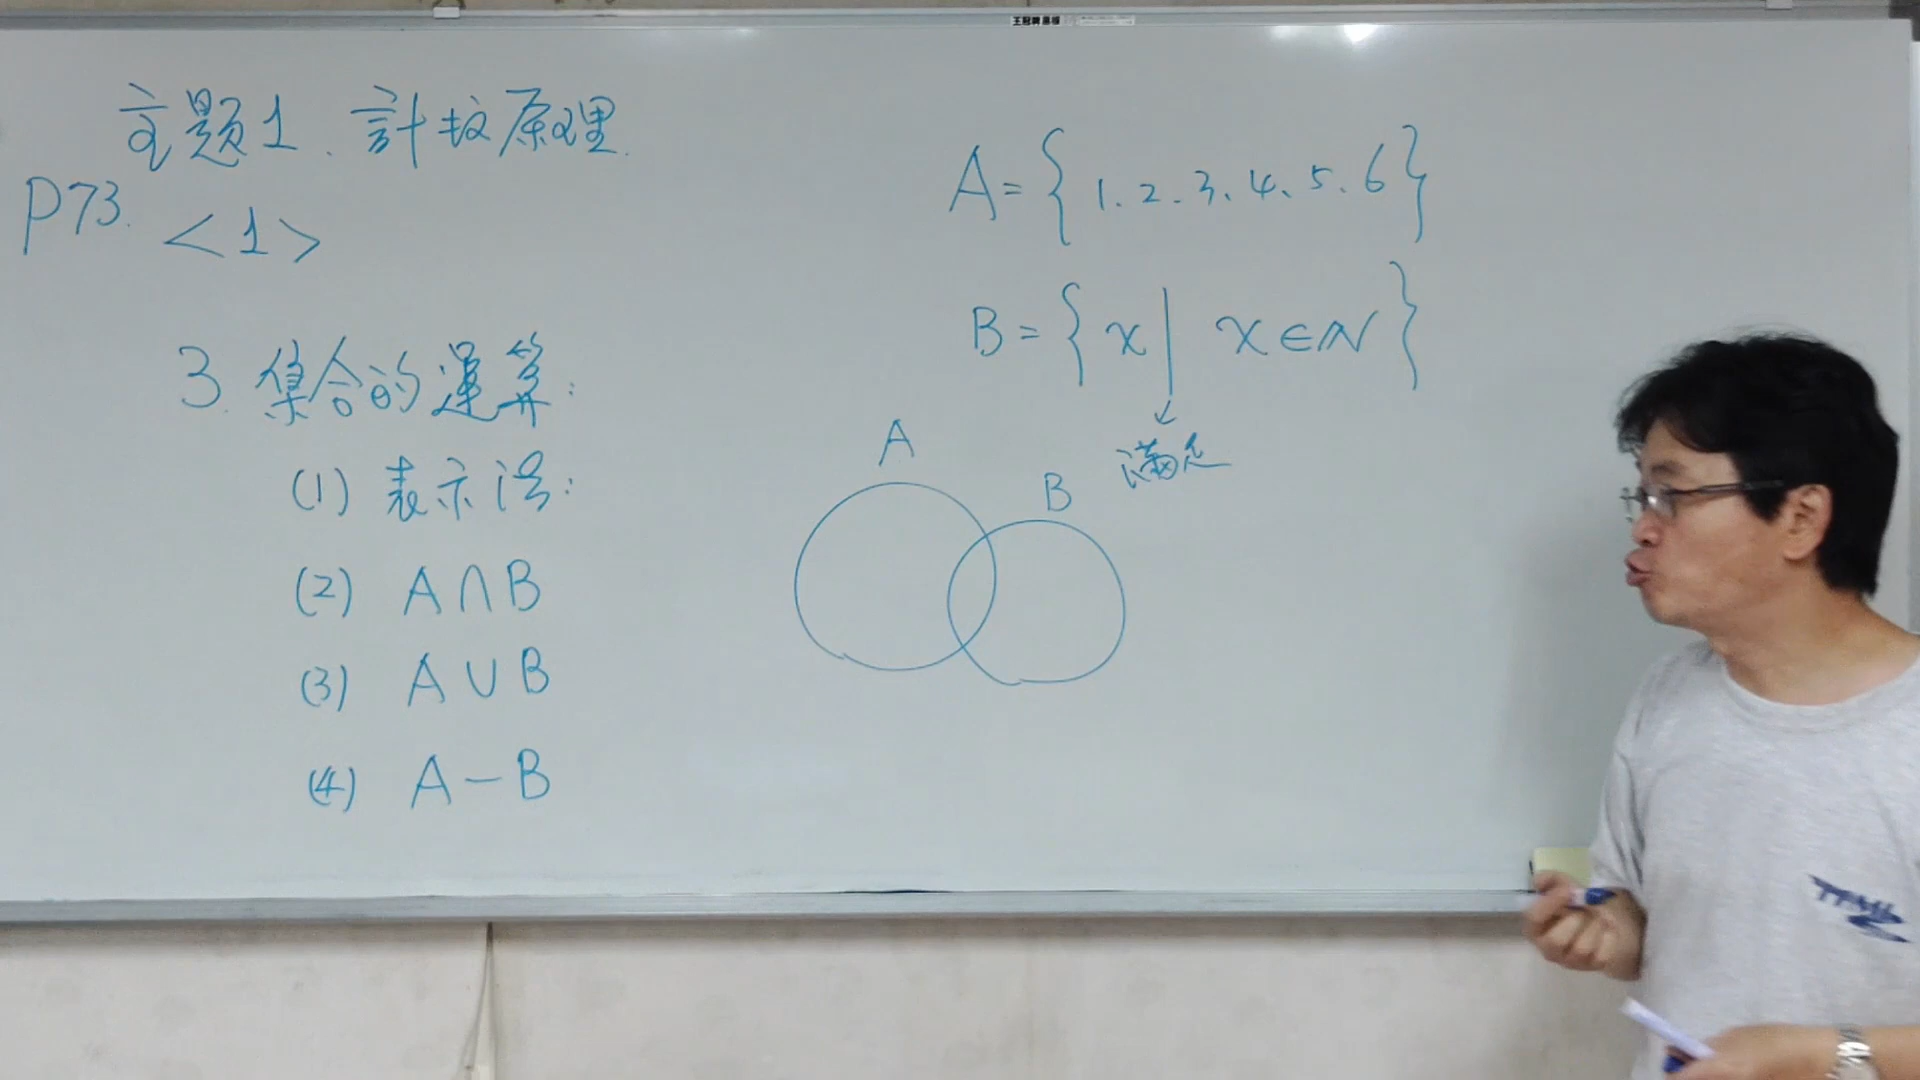 主題1、計数原理
P73.
<1>
3. 集合的運算:
(1) 表示法:
(2) A∩B
(3) A∪B
(4) A-B
A={1.2.3.4.5.6}
B={x| x∈N}
滿足
A
B